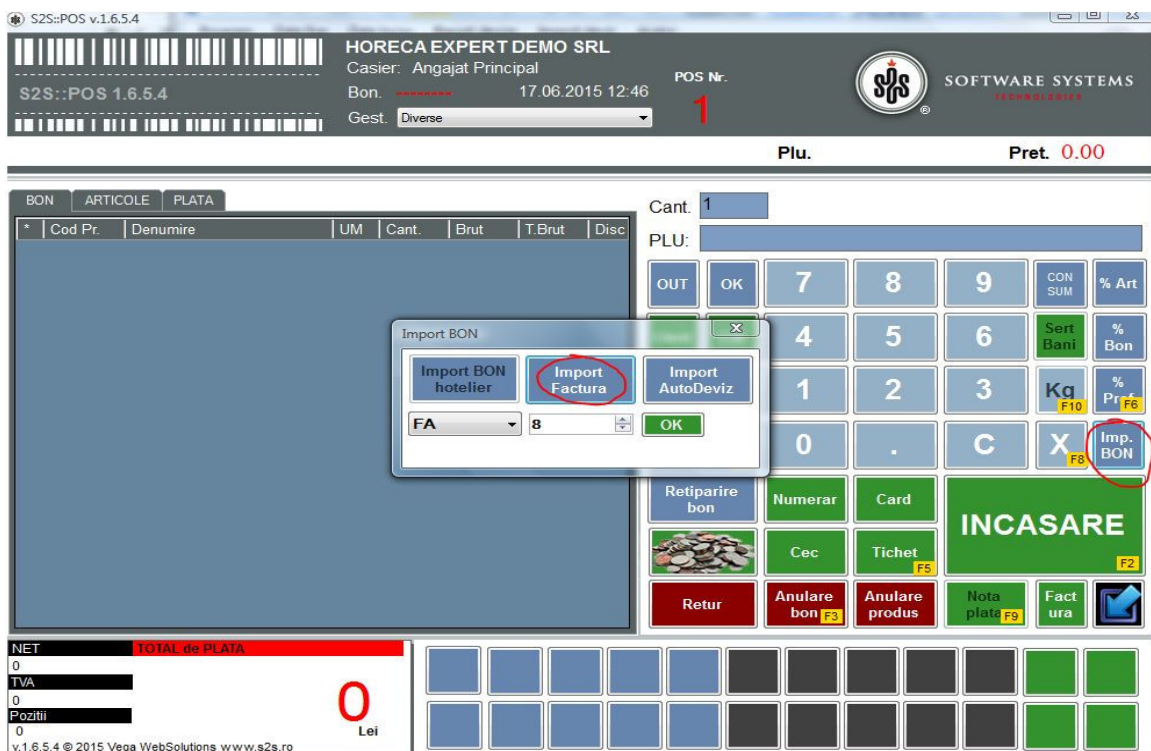 S2S::POS v.1.6.5.4
HORECA EXPERT DEMO SRL
Casier: Angajat Principal
S2S::POS 1.6.5.4
Bon. -------- 17.06.2015 12:46
Gest. Diverse
POS Nr.
1
S2S
®
SOFTWARE SYSTEMS
TECHNOLOGIES
Plu. Pret. 0.00
BON ARTICOLE PLATA
* Cod Pr. Denumire UM Cant. Brut T.Brut Disc
Cant. 1
PLU:
OUT OK 7 8 9 CON SUM % Art
4 5 6 Sert Bani % Bon
1 2 3 Kg F10 % Pret F6
0 . C X F8 Imp. BON
Import BON
Import BON hotelier
Import Factura
Import AutoDeviz
FA 8 OK
Retiparire bon Numerar Card INCASARE F2
Cec Tichet F5
Retur Anulare bon F3 Anulare produs Nota plata F9 Fact ura
NET TOTAL de PLATA
0
TVA
0
Pozitii
0
0 Lei
v.1.6.5.4 © 2015 Vega WebSolutions www.s2s.ro